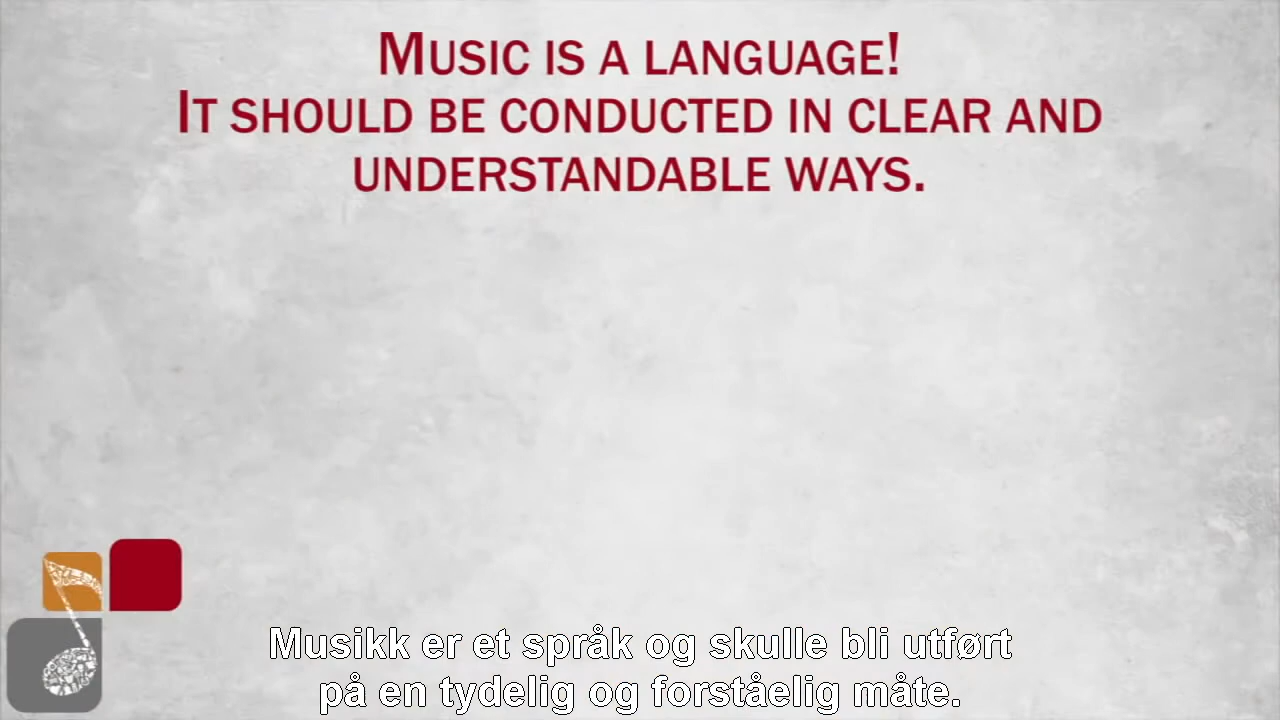 Music is a language!
It should be conducted in clear and
understandable ways.
Musikk er et språk og skulle bli utført
på en tydelig og forståelig måte.